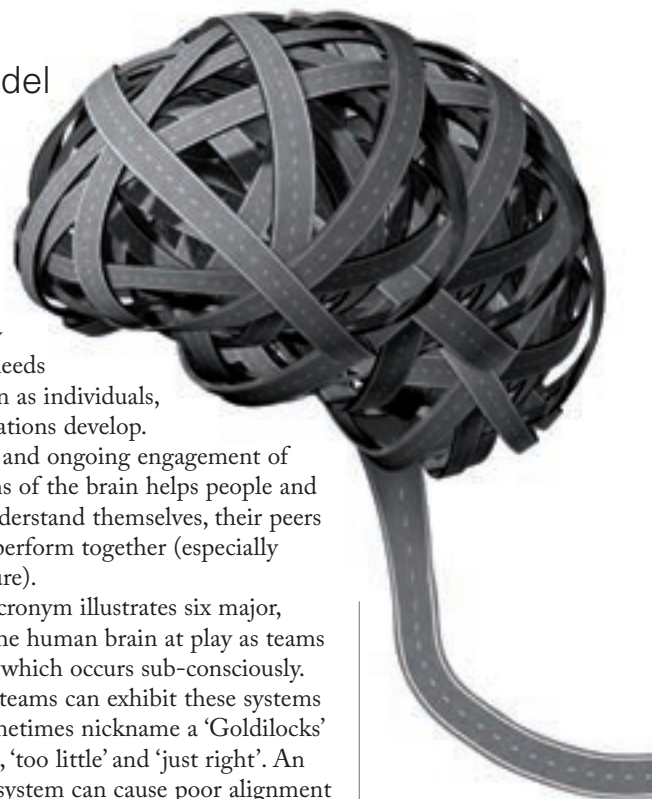 del
eeds
n as individuals,
ations develop.
and ongoing engagement of
ns of the brain helps people and
derstand themselves, their peers
perform together (especially
ure).
cronym illustrates six major,
he human brain at play as teams
which occurs sub-consciously.
teams can exhibit these systems
metimes nickname a ‘Goldilocks’
, ‘too little’ and ‘just right’. An
system can cause poor alignment